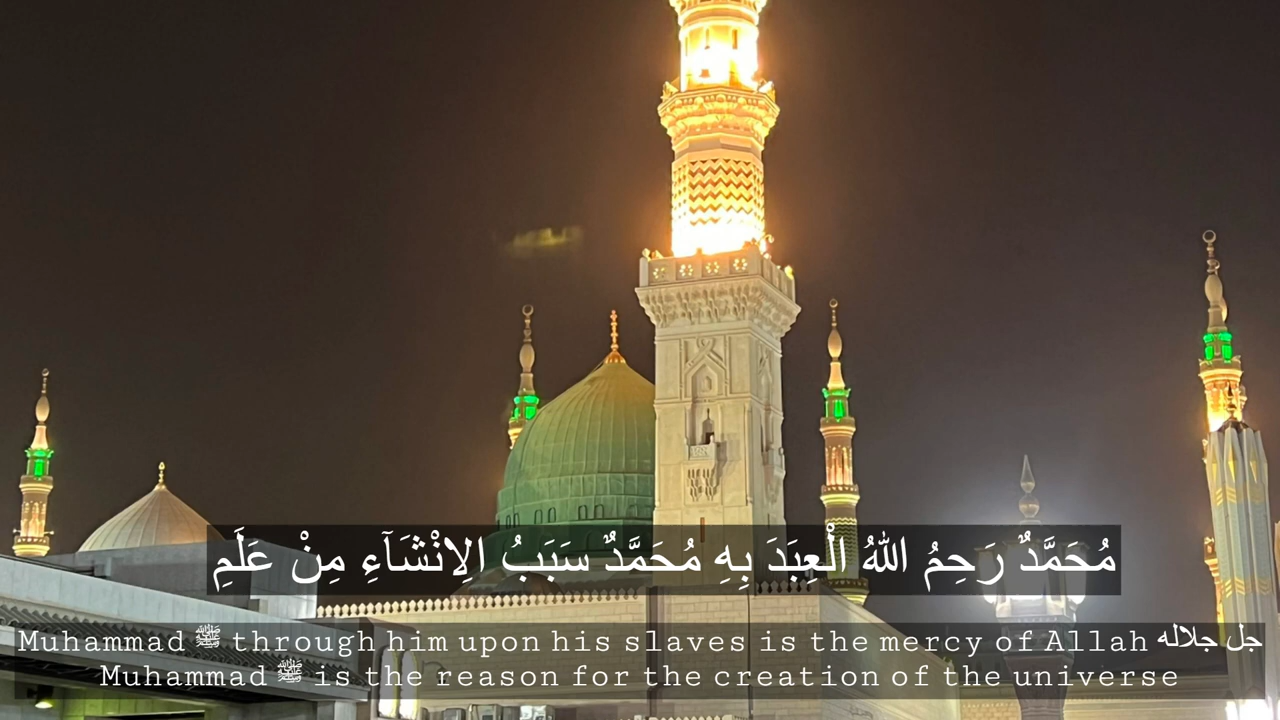 مُحَمَّدٌ رَحِمُ اللهُ الْعِبَدَ بِهِ مُحَمَّدٌ سَبَبُ الِانْشَآءِ مِنْ عَلَمِ
Muhammad ﷺ through him upon his slaves is the mercy of Allah جل جلاله
Muhammad ﷺ is the reason for the creation of the universe